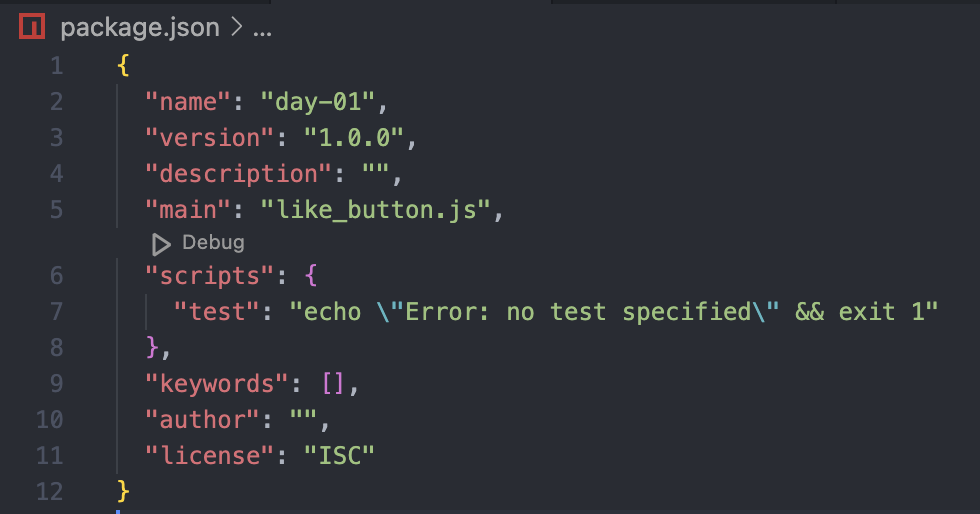 package.json > ...
1 {
2 "name": "day-01",
3 "version": "1.0.0",
4 "description": "",
5 "main": "like_button.js",
Debug
6 "scripts": {
7 "test": "echo \"Error: no test specified\" && exit 1"
8 },
9 "keywords": [],
10 "author": "",
11 "license": "ISC"
12 }